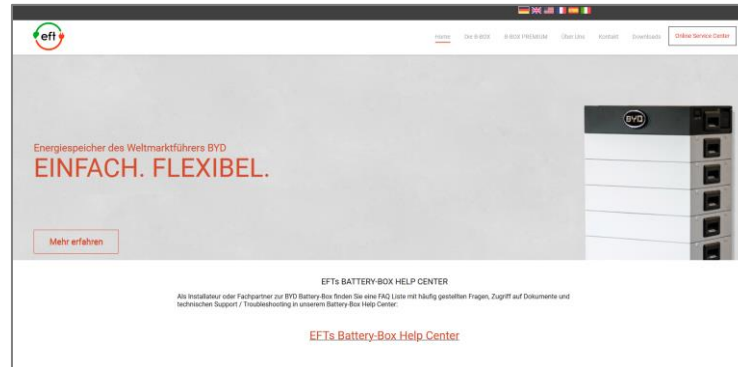 eft
Home Die B-BOX B-BOX PREMIUM Über Uns Kontakt Downloads Online Service Center
BYD
Energiespeicher des Weltmarktführers BYD
EINFACH. FLEXIBEL.
Mehr erfahren
EFTs BATTERY-BOX HELP CENTER
Als Installateur oder Fachpartner zur BYD Battery-Box finden Sie eine FAQ Liste mit häufig gestellten Fragen, Zugriff auf Dokumente und
technischen Support / Troubleshooting in unserem Battery-Box Help Center:
EFTs Battery-Box Help Center